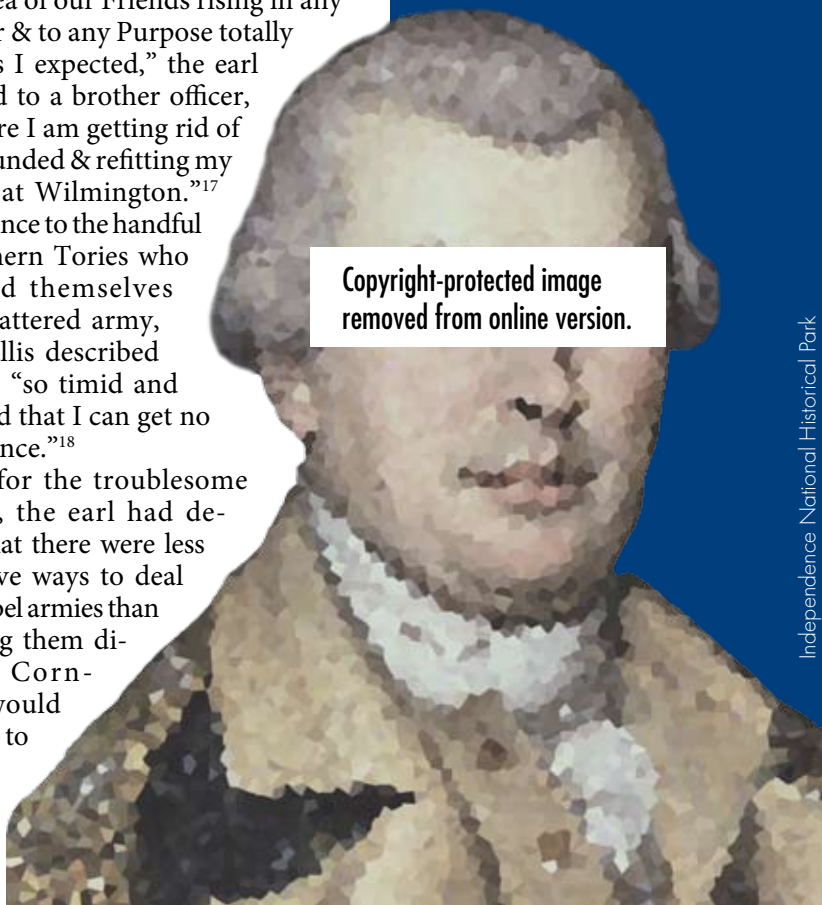 ea of our Friends rising in any
r & to any Purpose totally
s I expected,” the earl
d to a brother officer,
re I am getting rid of
unded & refitting my
at Wilmington.”17
nce to the handful
ern Tories who
d themselves
attered army,
llis described
“so timid and
d that I can get no
nce.”18
for the troublesome
, the earl had de-
at there were less
ve ways to deal
bel armies than
g them di-
Corn-
would
to
Copyright-protected image
removed from online version.
Independence National Historical Park